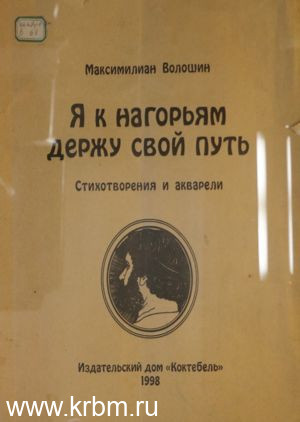 Максимилиан Волошин
Я к нагорьям
держу свой путь
Стихотворения и акварели
Издательский дом «Коктебель»
1998
www.krbm.ru